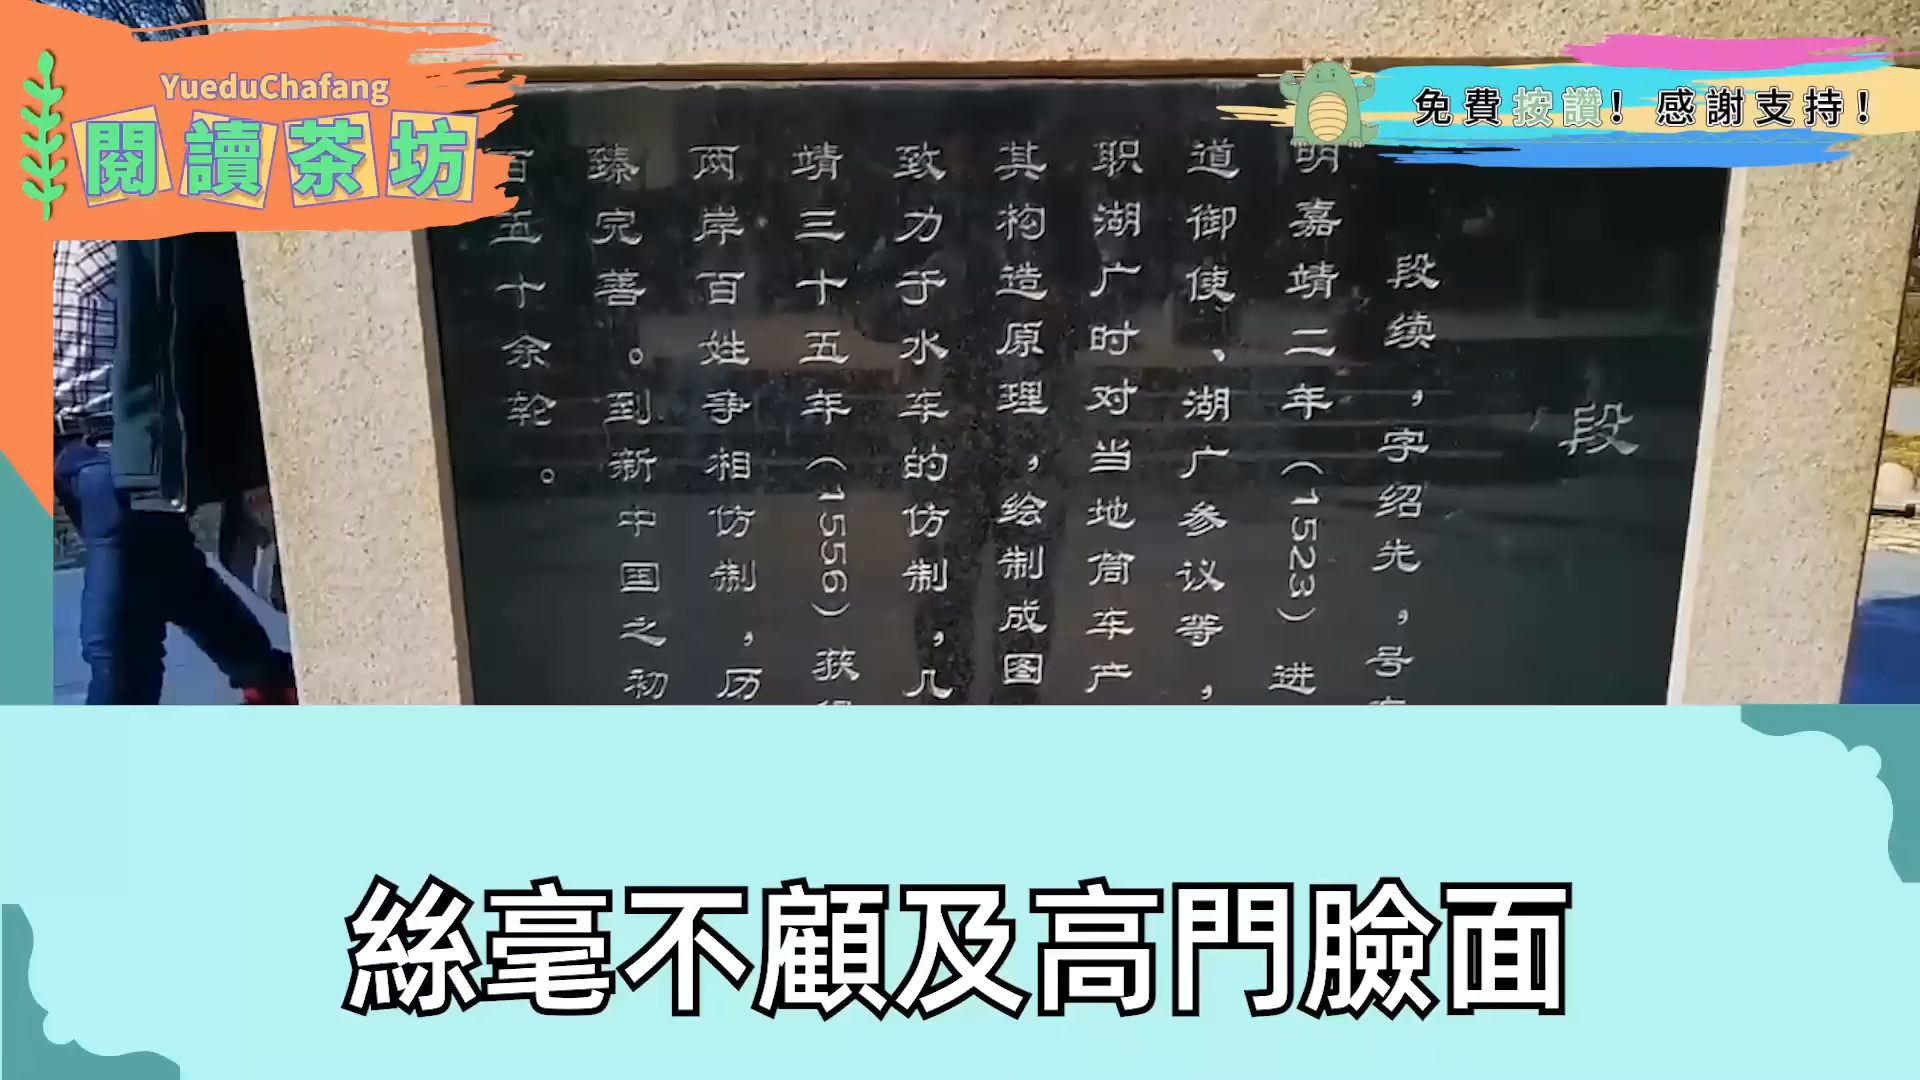 YueduChafang
閱讀茶坊
免費按讚！感謝支持！
段
段续，字绍先，号
明嘉靖二年（1523）进
道御使、湖广参议等，
职湖广时对当地筒车产
其构造原理，绘制成图
致力于水车的仿制，几
靖三十五年（1556）获
两岸百姓争相仿制，历
臻完善。到新中国之初
百五十余轮。
絲毫不顧及高門臉面